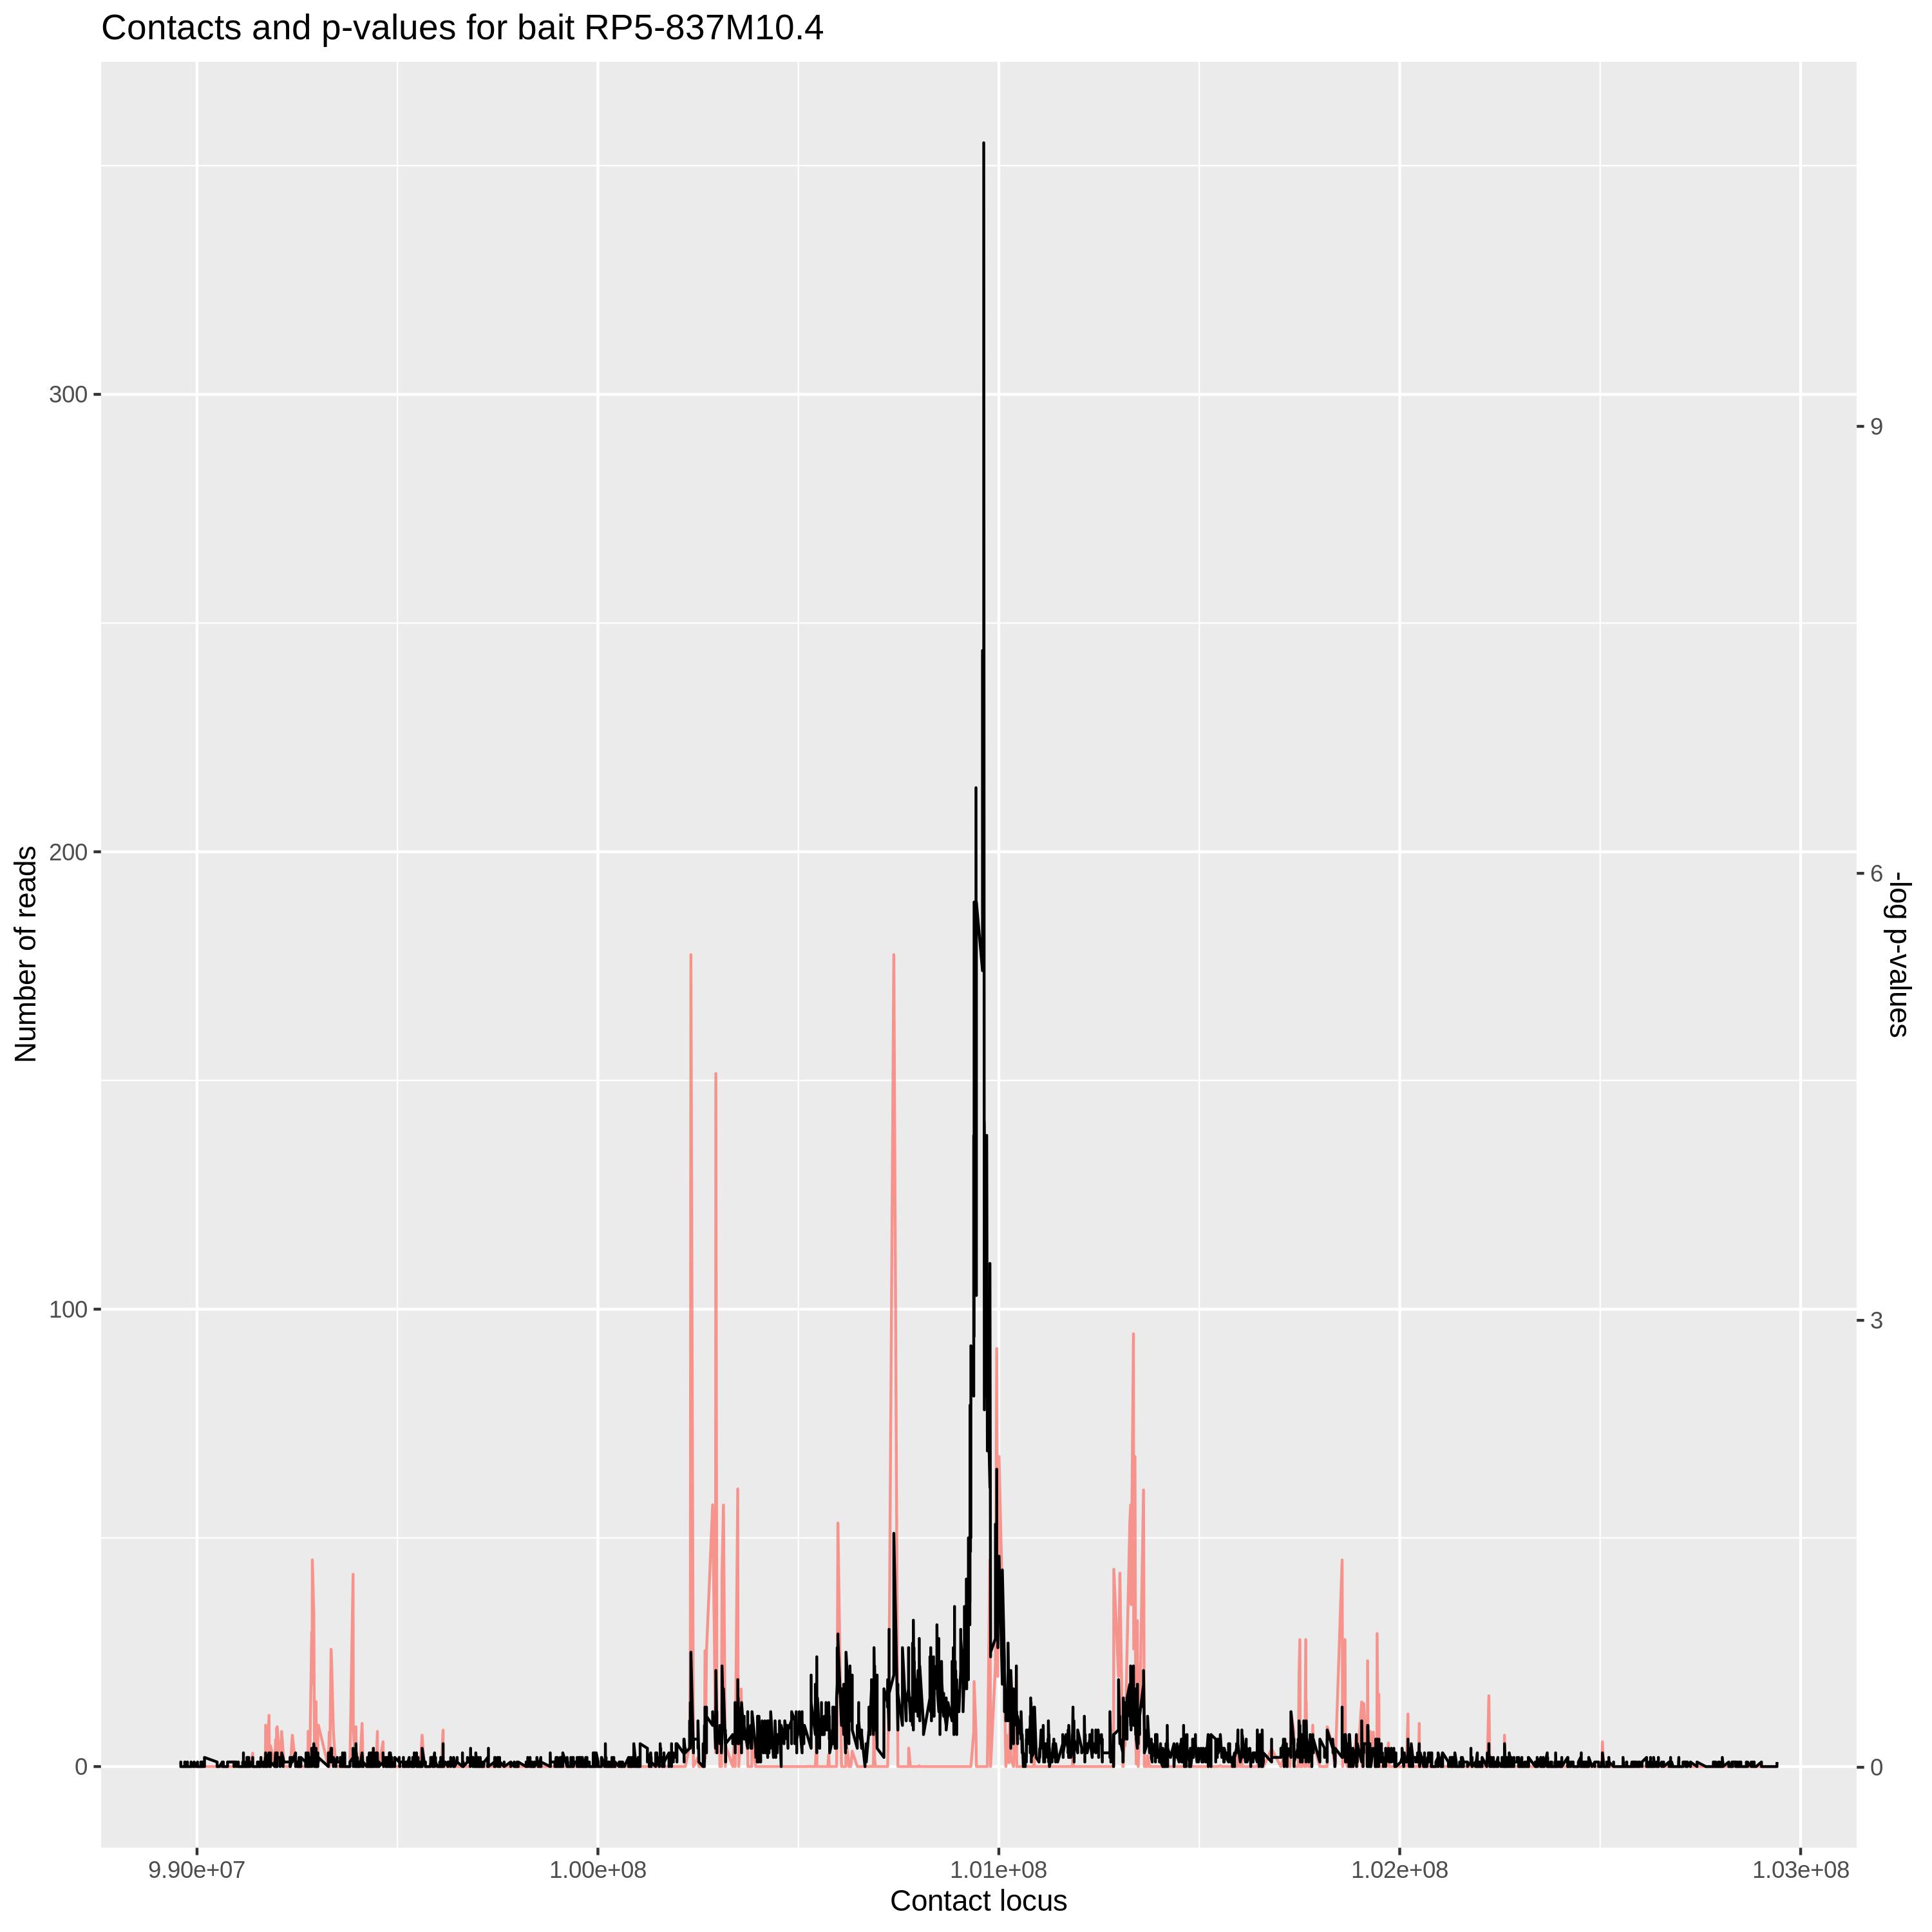 Contacts and p-values for bait RP5-837M10.4
300
200
100
0
Number of reads
9
6
3
0
-log p-values
9.90e+07
1.00e+08
1.01e+08
1.02e+08
1.03e+08
Contact locus